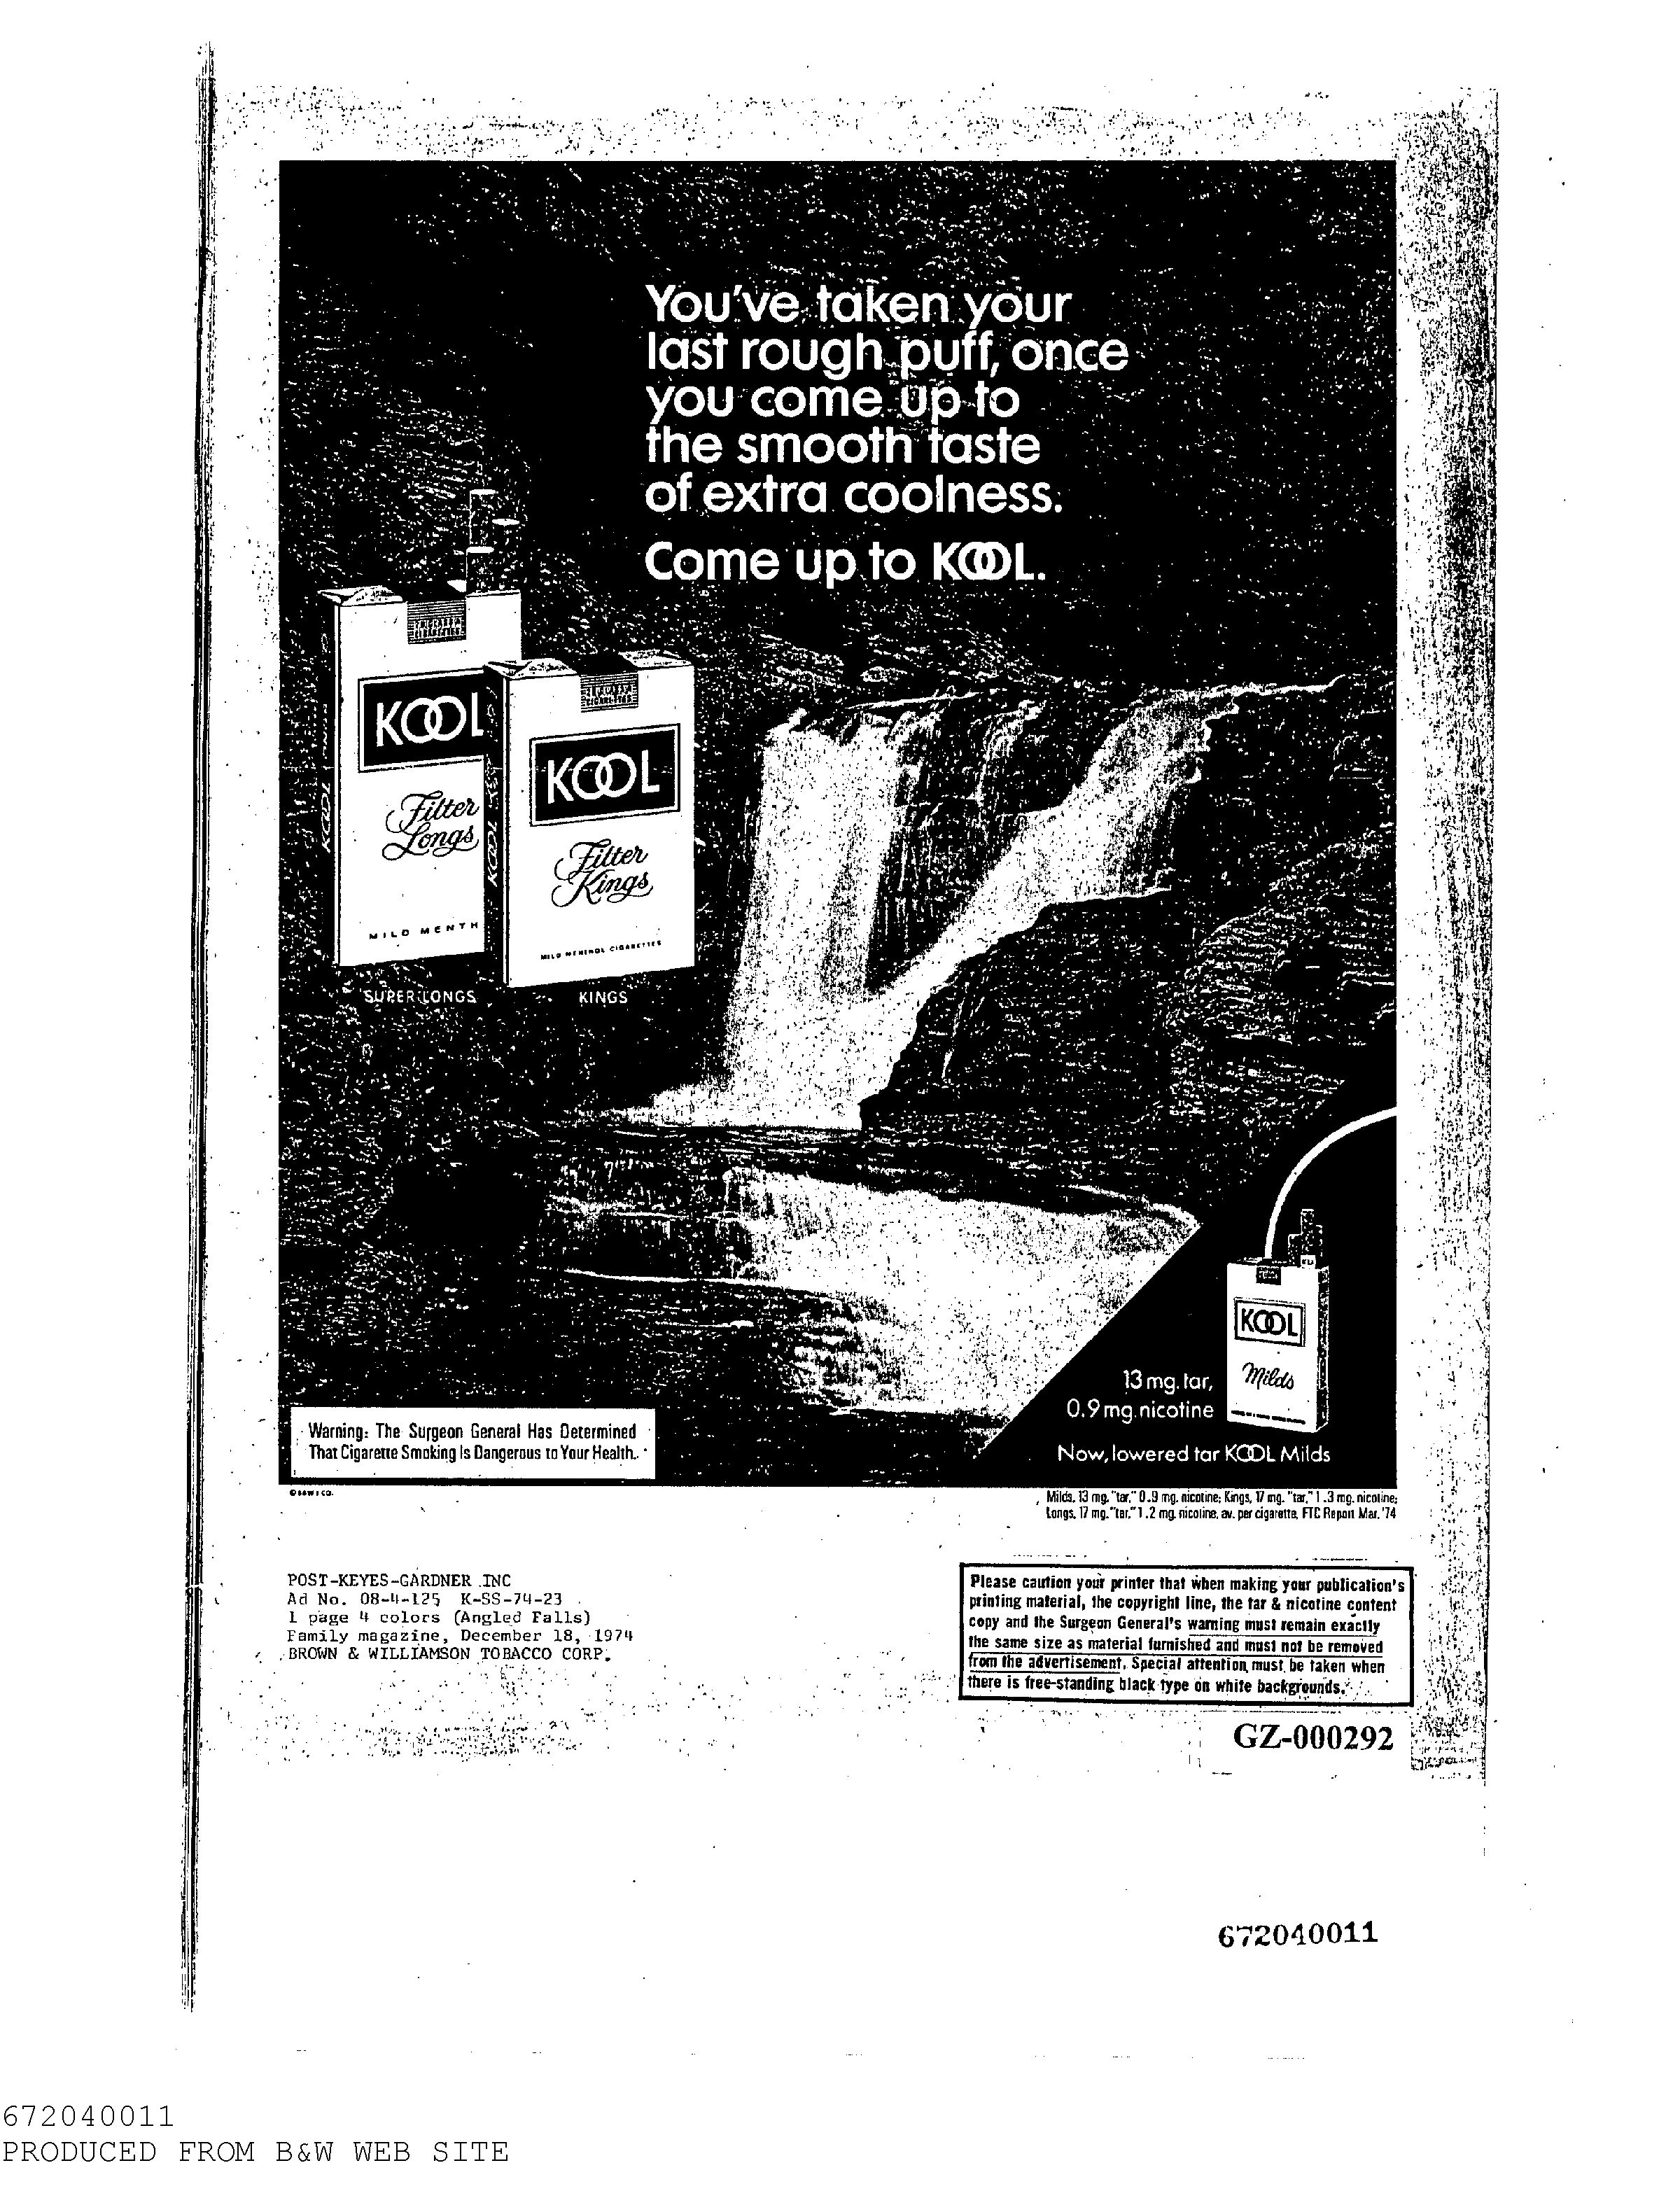 You've taken your
last rough puff, once
you come up to
the smooth taste
of extra coolness.
Come up to KOOL.
KOOL
Filter
Longs
MILD MENTH
SUPER LONGS
KOOL
Filter
Kings
MILD MENTHOL CIGARETTES
KINGS
KOOL
Milds
13 mg. tar,
0.9 mg. nicotine
Now, lowered tar KOOL Milds
Warning: The Surgeon General Has Determined
That Cigarette Smoking Is Dangerous to Your Health.
© B&W T CO.
Milds, 13 mg. "tar," 0.9 mg. nicotine; Kings, 17 mg. "tar," 1.3 mg. nicotine;
Longs, 17 mg. "tar," 1.2 mg. nicotine, av. per cigarette, FTC Report Mar. '74
POST-KEYES-GARDNER INC
Ad No. 08-4-125 K-SS-74-23
1 page 4 colors (Angled Falls)
Family magazine, December 18, 1974
BROWN & WILLIAMSON TOBACCO CORP.
Please caution your printer that when making your publication's
printing material, the copyright line, the tar & nicotine content
copy and the Surgeon General's warning must remain exactly
the same size as material furnished and must not be removed
from the advertisement. Special attention must be taken when
there is free-standing black type on white backgrounds.
GZ-000292
672040011
672040011
PRODUCED FROM B&W WEB SITE